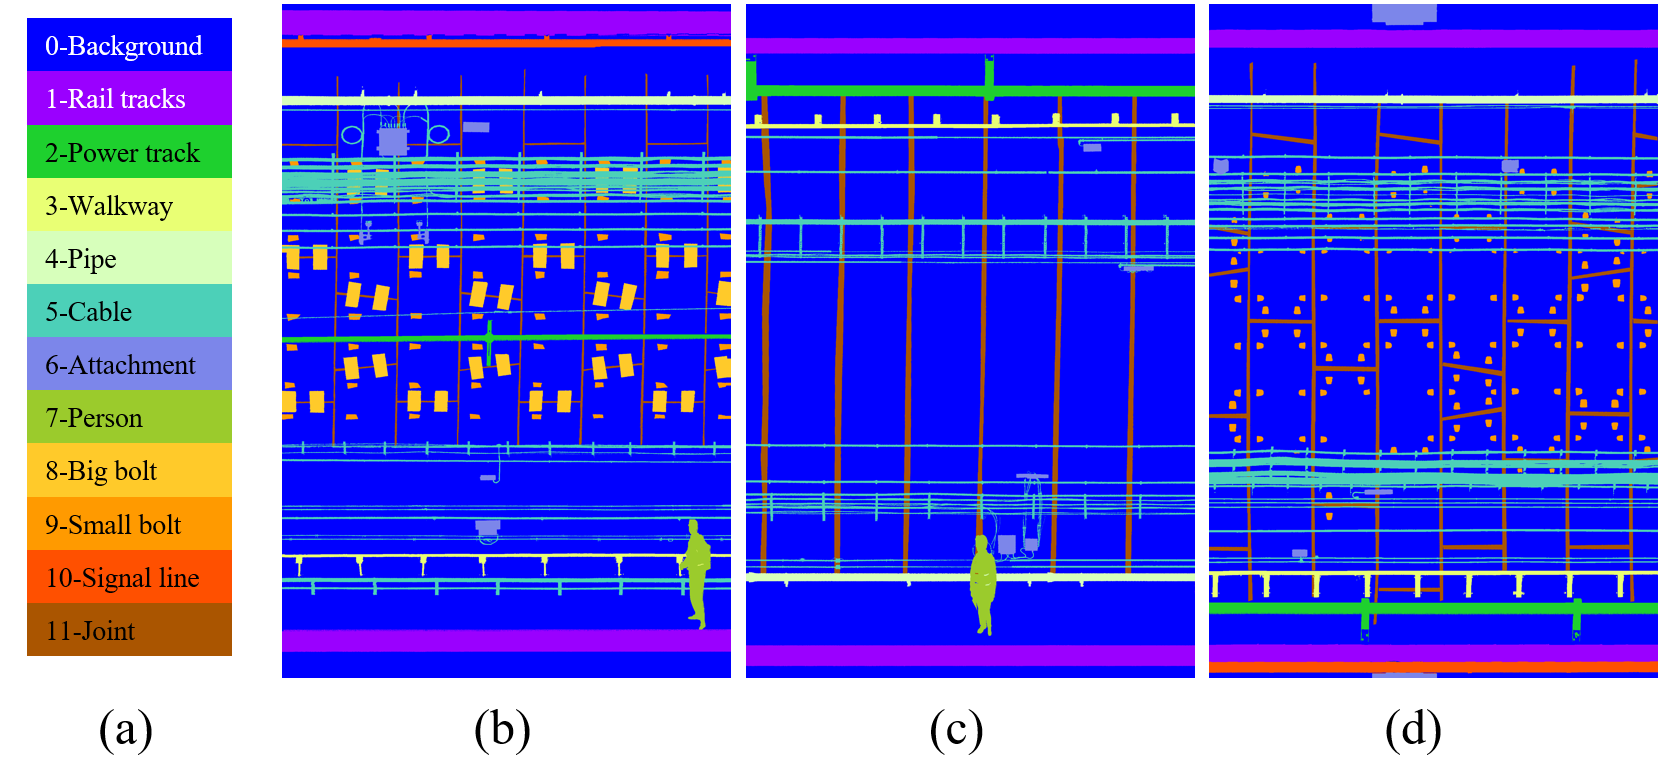 0-Background
1-Rail tracks
2-Power track
3-Walkway
4-Pipe
5-Cable
6-Attachment
7-Person
8-Big bolt
9-Small bolt
10-Signal line
11-Joint
(a) (b) (c) (d)